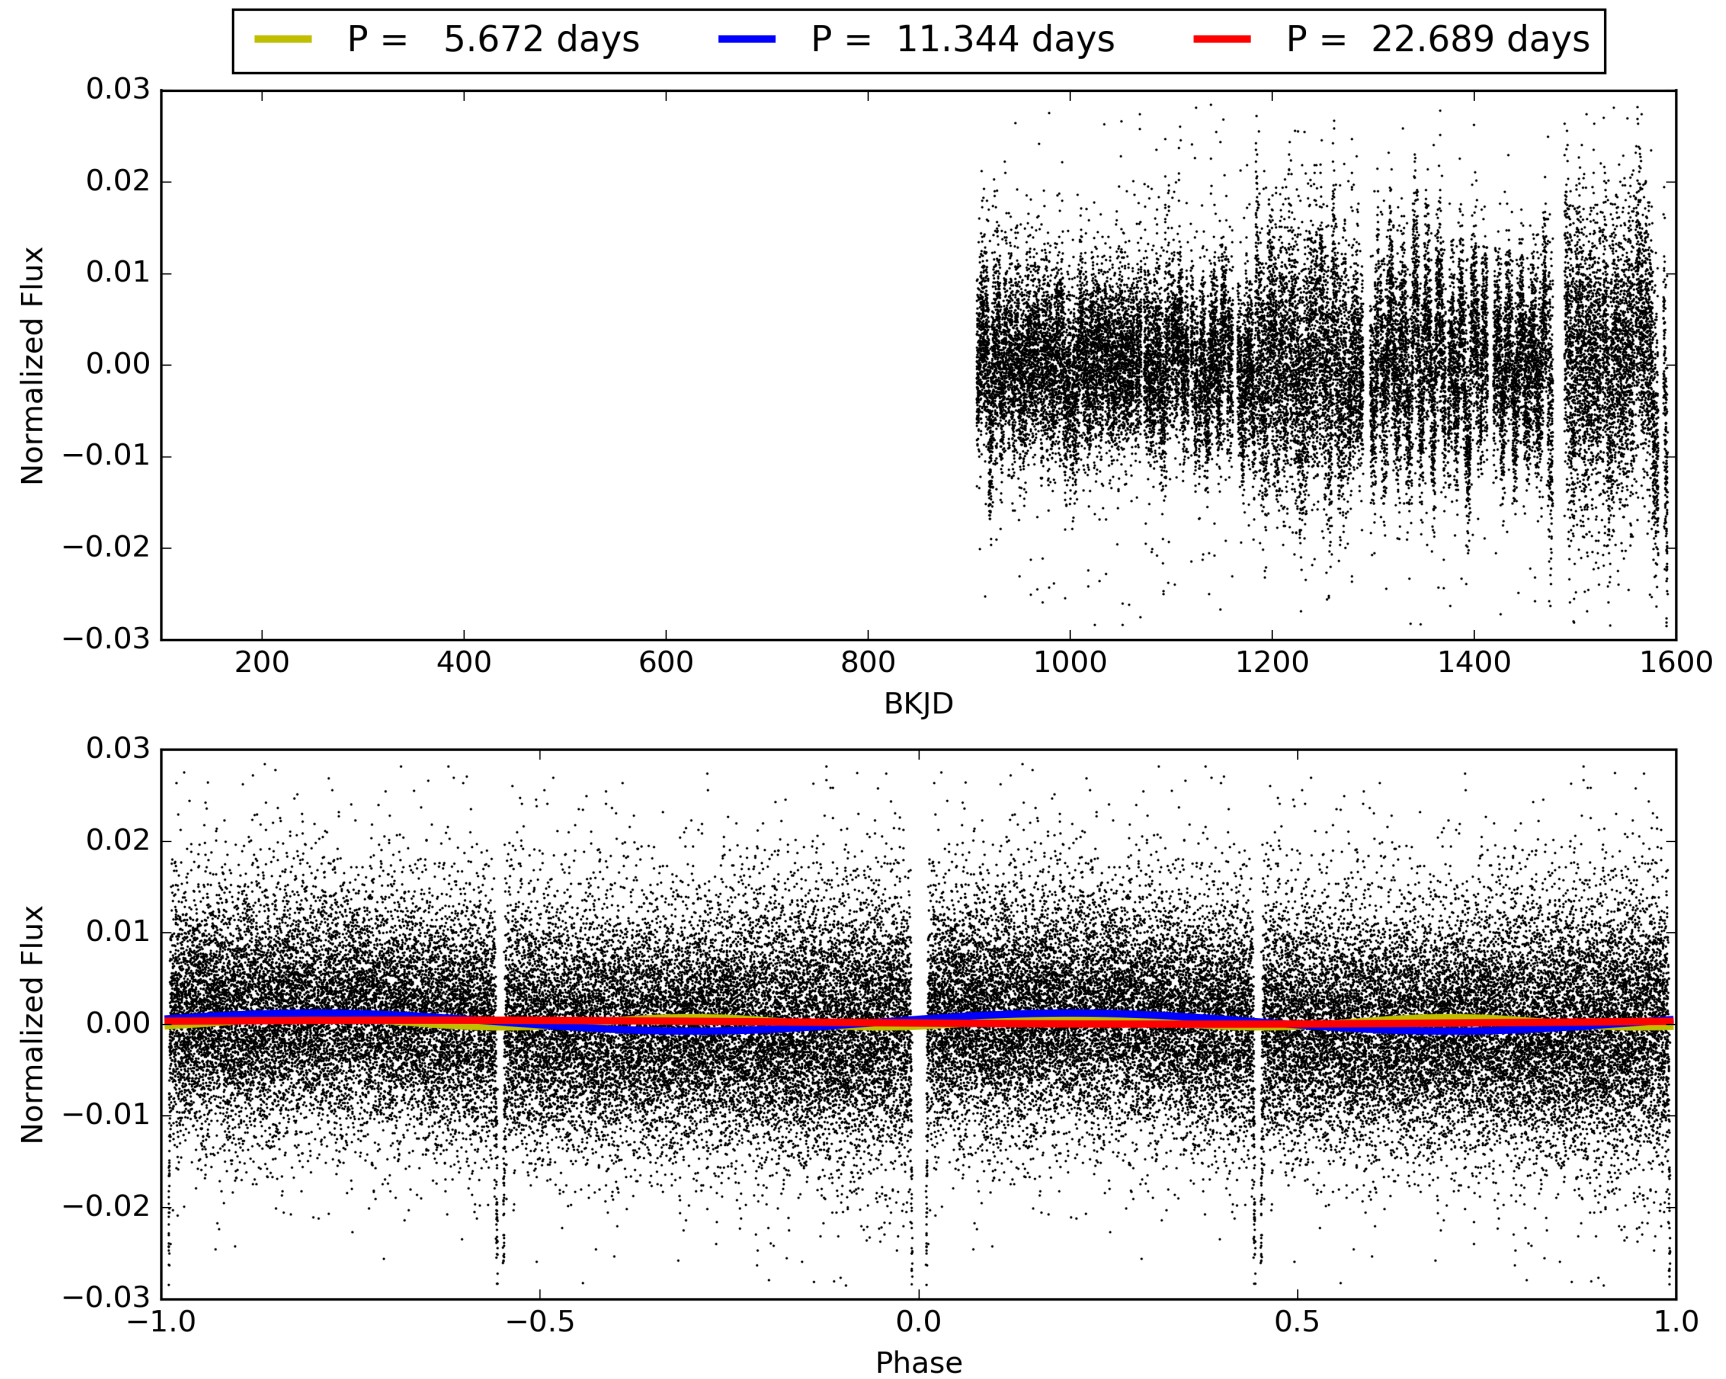 P = 5.672 days P = 11.344 days P = 22.689 days
0.03
0.02
0.01
0.00
−0.01
−0.02
−0.03
Normalized Flux
200 400 600 800 1000 1200 1400 1600
BKJD
0.03
0.02
0.01
0.00
−0.01
−0.02
−0.03
Normalized Flux
−1.0 −0.5 0.0 0.5 1.0
Phase